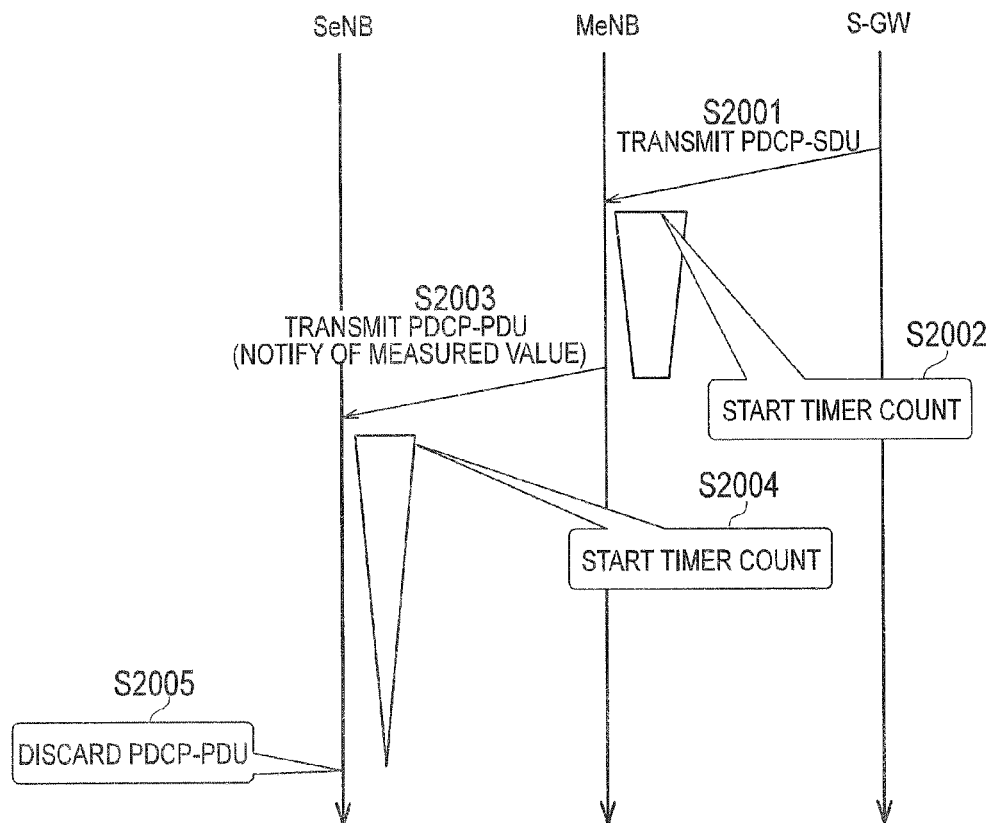 SeNB
MeNB
S-GW
S2001
TRANSMIT PDCP-SDU
S2003
TRANSMIT PDCP-PDU
(NOTIFY OF MEASURED VALUE)
S2002
START TIMER COUNT
S2004
START TIMER COUNT
S2005
DISCARD PDCP-PDU